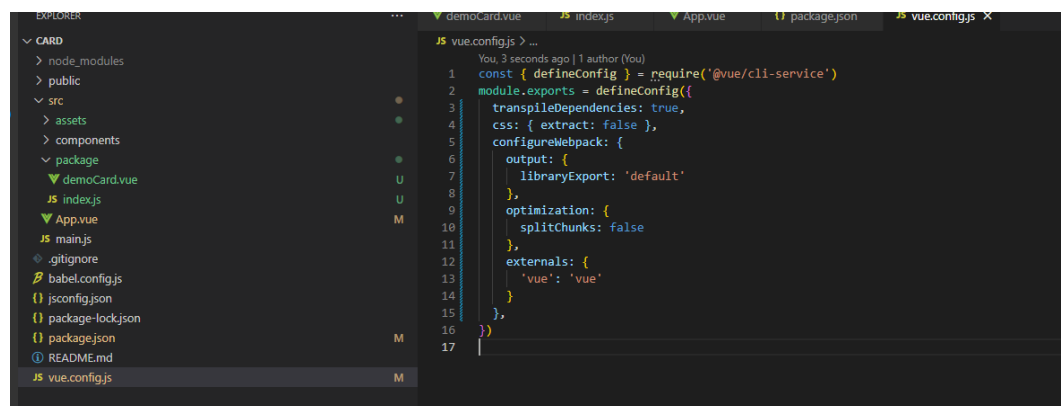 EXPLORER
CARD
node_modules
public
src
assets
components
package
demoCard.vue U
JS index.js U
App.vue M
JS main.js
.gitignore
babel.config.js
{} jsconfig.json
{} package-lock.json
{} package.json M
README.md
JS vue.config.js M
demoCard.vue JS index.js App.vue {} package.json JS vue.config.js
JS vue.config.js > ...
You, 3 seconds ago | 1 author (You)
1 const { defineConfig } = require('@vue/cli-service')
2 module.exports = defineConfig({
3 transpileDependencies: true,
4 css: { extract: false },
5 configureWebpack: {
6 output: {
7 libraryExport: 'default'
8 },
9 optimization: {
10 splitChunks: false
11 },
12 externals: {
13 'vue': 'vue'
14 }
15 },
16 })
17